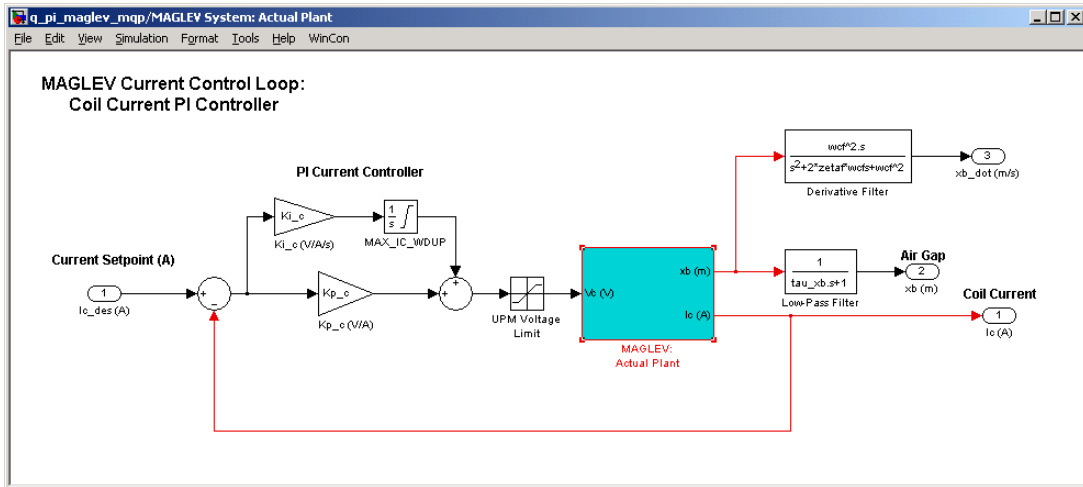 q_pi_maglev_mqp/MAGLEV System: Actual Plant
File Edit View Simulation Format Tools Help WinCon
MAGLEV Current Control Loop:
Coil Current PI Controller
wcf^2.s
s^2+2*zetaf*wcfs+wcf^2
Derivative Filter
3
xb_dot (m/s)
PI Current Controller
Ki_c
Ki_c (V/A/s)
1
s
MAX_IC_WDUP
Current Setpoint (A)
1
Ic_des (A)
+
-
Kp_c
Kp_c (V/A)
+
+
UPM Voltage
Limit
Vc (V)
xb (m)
Ic (A)
MAGLEV:
Actual Plant
1
tau_xb.s+1
Low-Pass Filter
Air Gap
2
xb (m)
Coil Current
1
Ic (A)